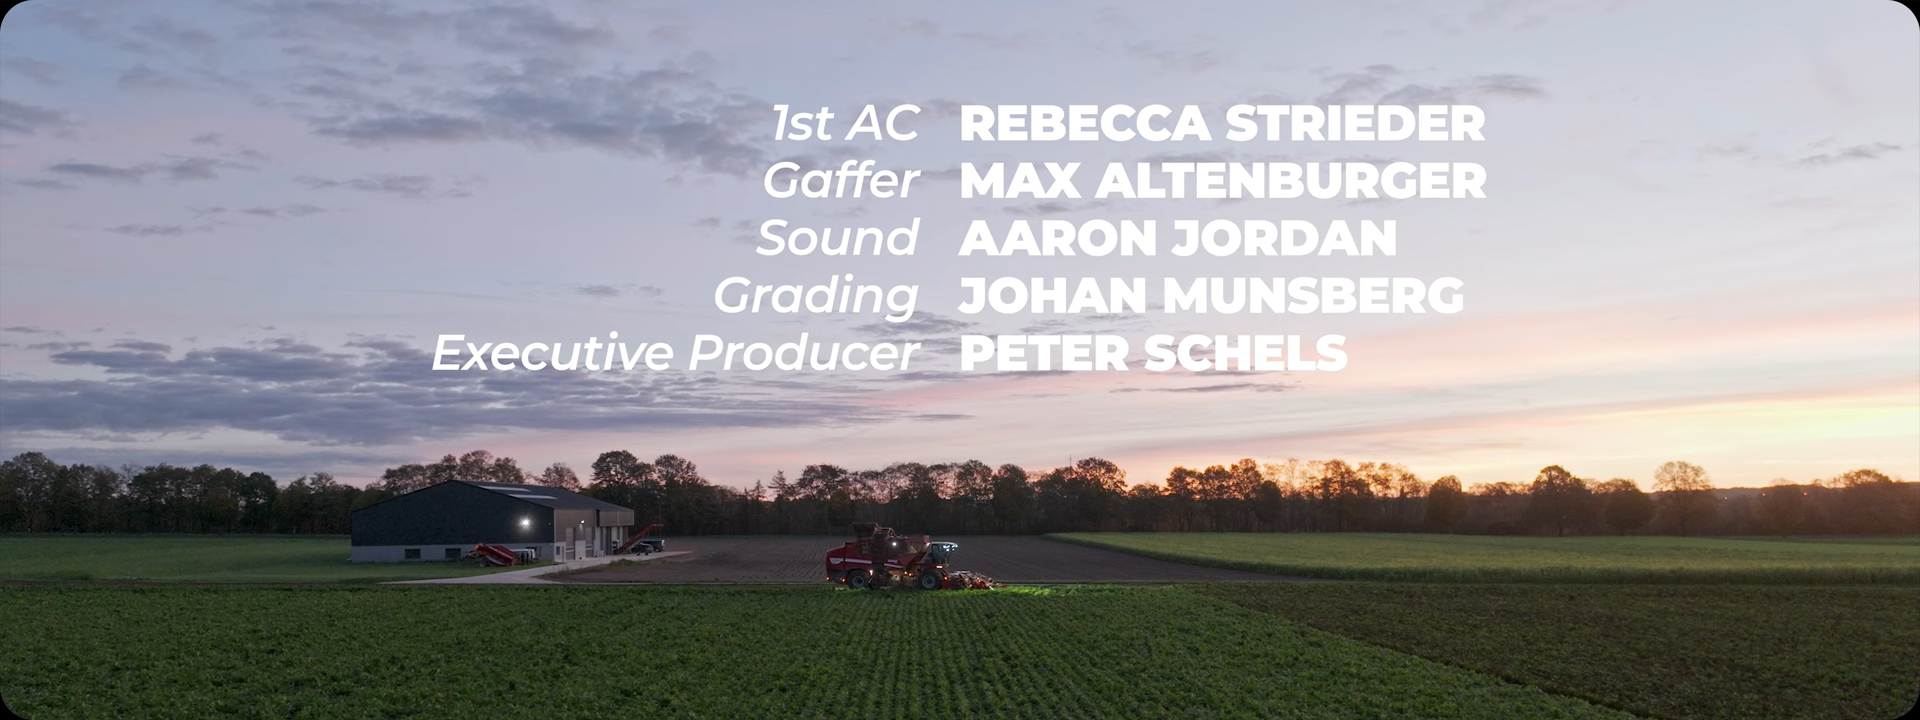 1st AC REBECCA STRIEDER
Gaffer MAX ALTENBURGER
Sound AARON JORDAN
Grading JOHAN MUNSBERG
Executive Producer PETER SCHELS